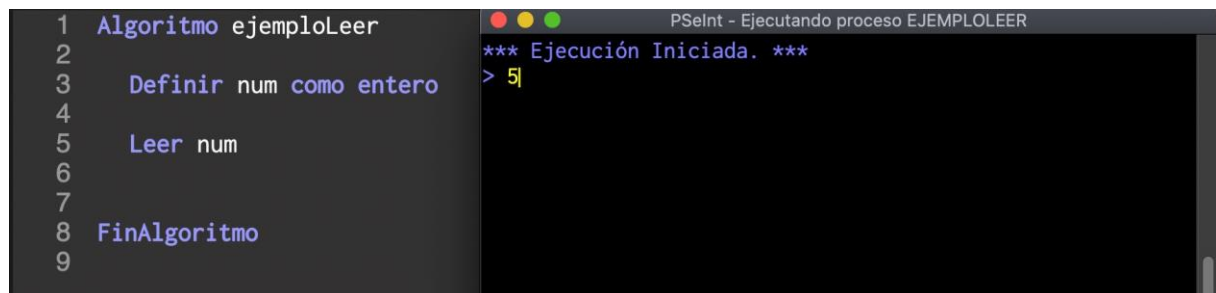 1 Algoritmo ejemploLeer
2
3 Definir num como entero
4
5 Leer num
6
7
8 FinAlgoritmo
9
PSeInt - Ejecutando proceso EJEMPLOLEER
*** Ejecución Iniciada. ***
> 5